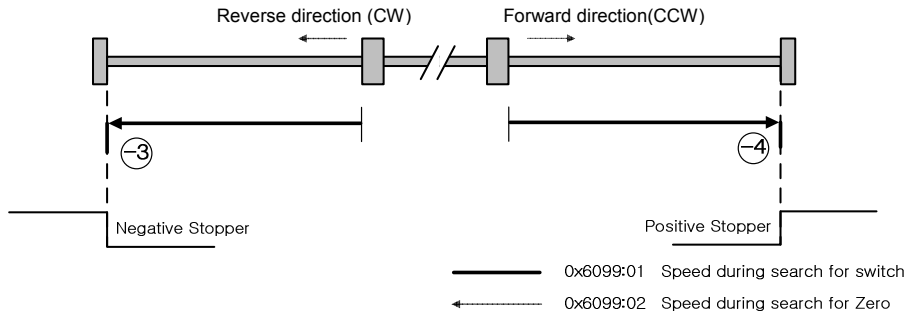 Reverse direction (CW)
Forward direction(CCW)
−3
−4
Negative Stopper
Positive Stopper
0x6099:01 Speed during search for switch
0x6099:02 Speed during search for Zero